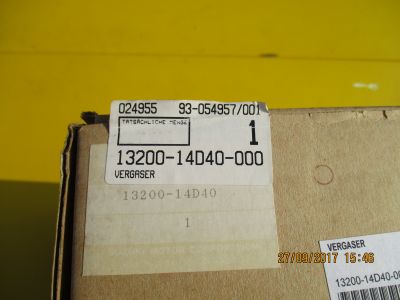 024955 93-054957/001
TATSÄCHLICHE MENGE
1
13200-14D40-000
VERGASER
13200-14D40
1
27/09/2017 15:46
VERGASER
13200-14D40-00